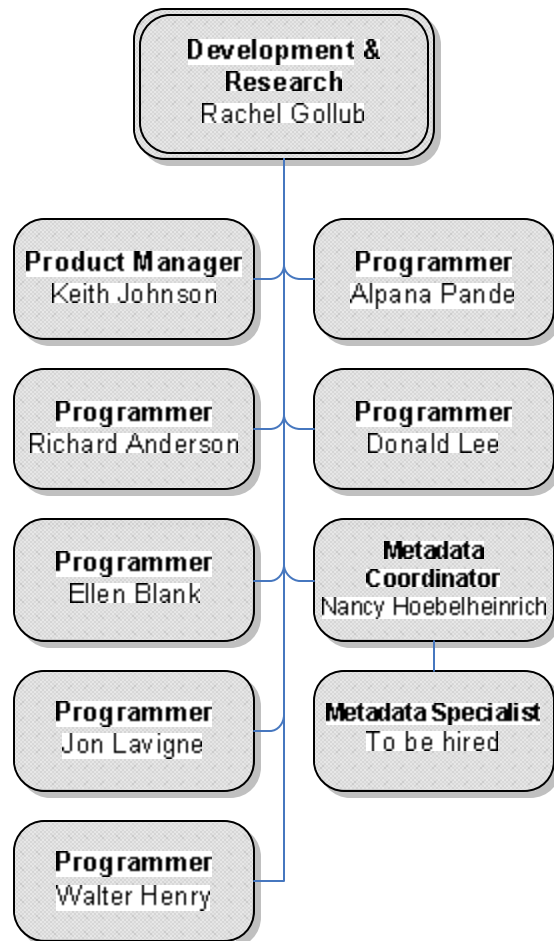 Development &
Research
Rachel Gollub
Product Manager
Keith Johnson
Programmer
Alpana Pande
Programmer
Richard Anderson
Programmer
Donald Lee
Programmer
Ellen Blank
Metadata
Coordinator
Nancy Hoebelheinrich
Programmer
Jon Lavigne
Metadata Specialist
To be hired
Programmer
Walter Henry